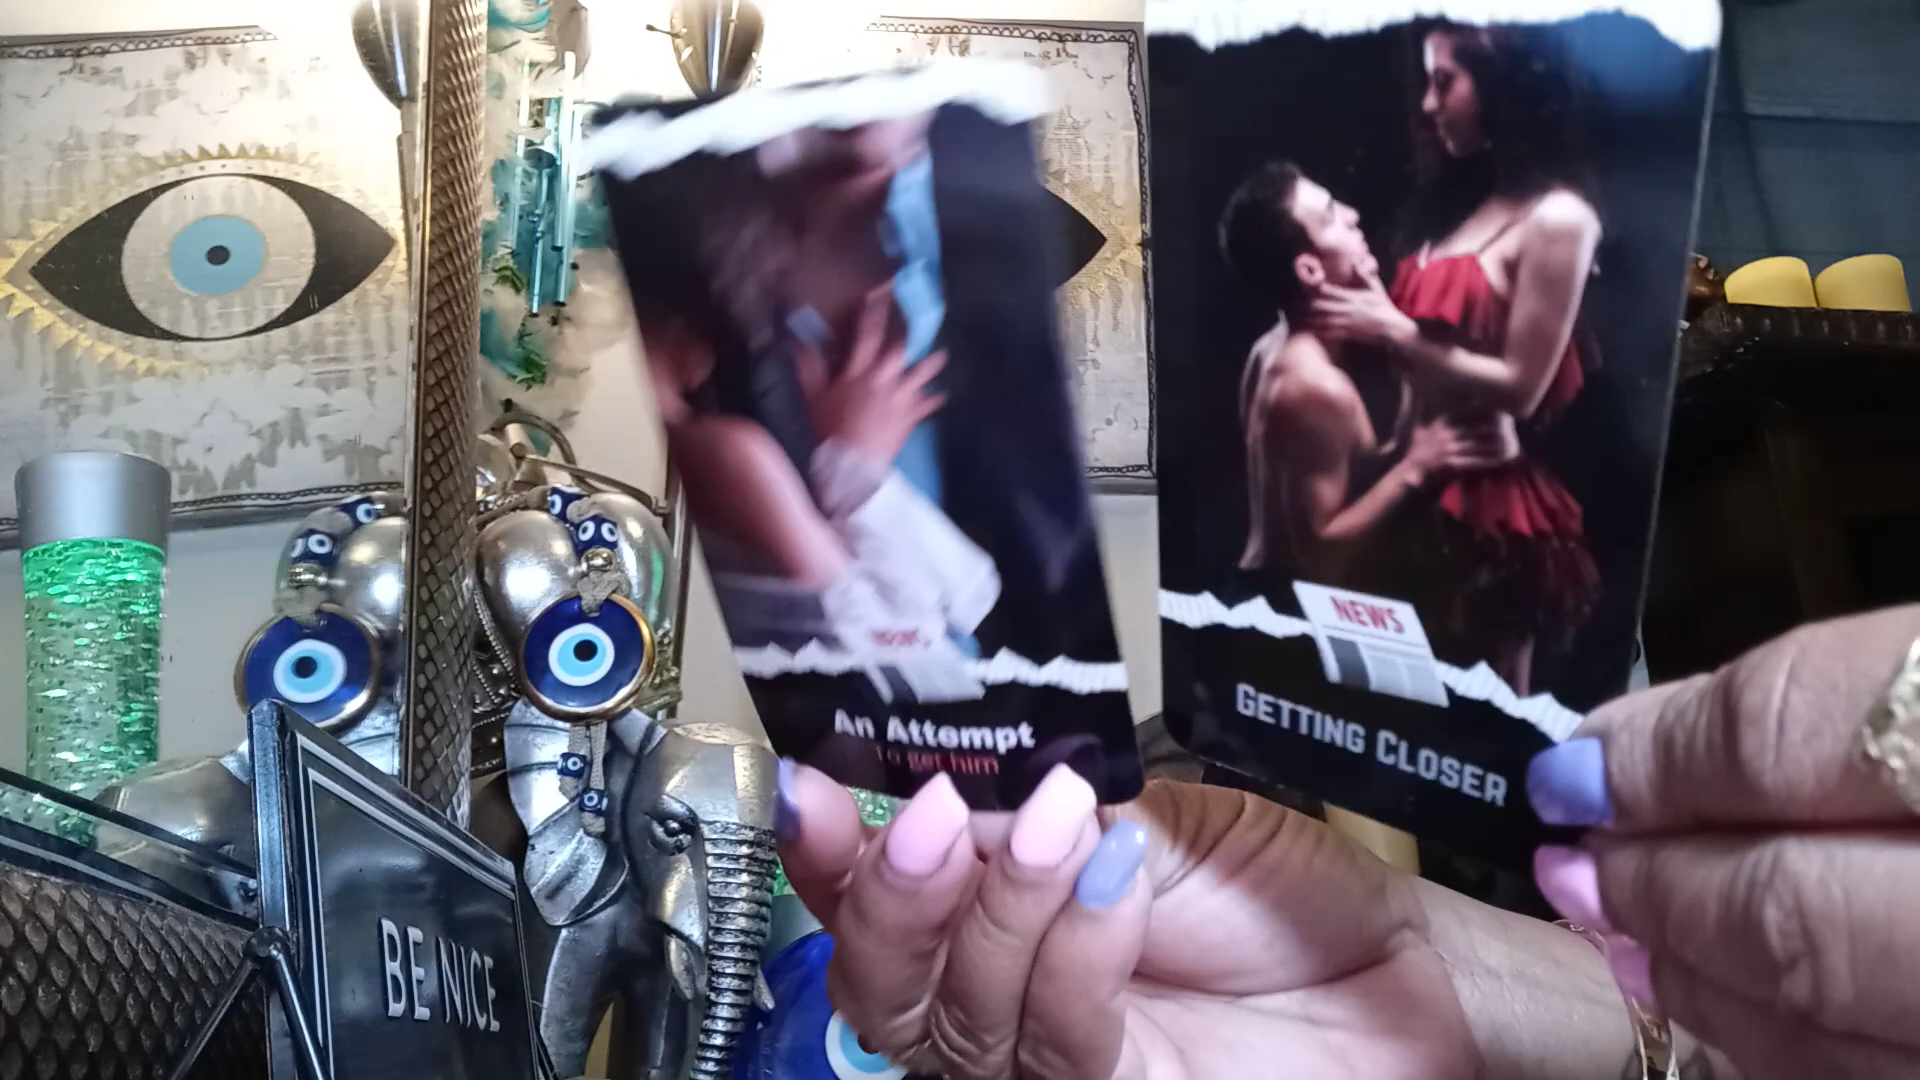 An Attempt
To get him
NEWS
GETTING CLOSER
BE NICE